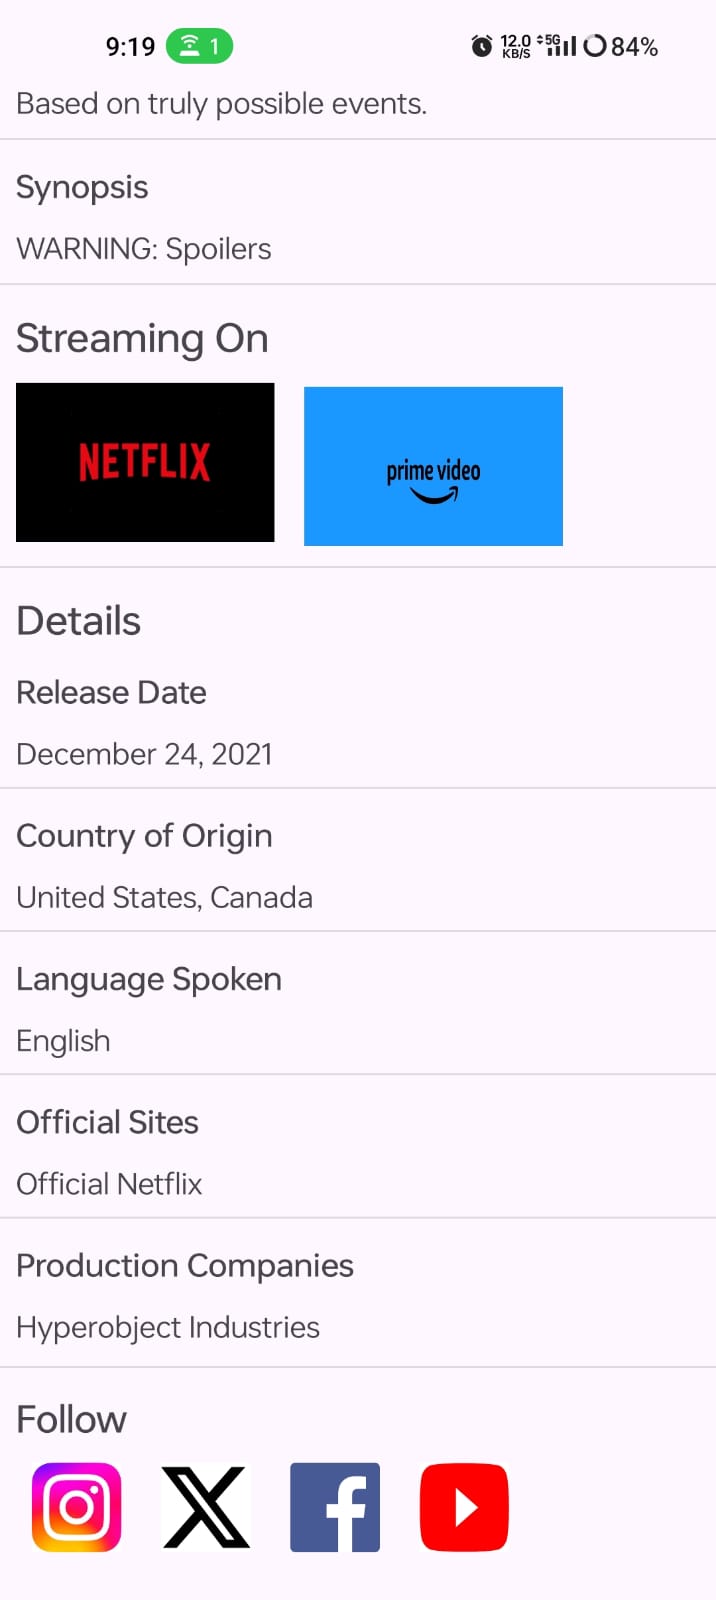 9:19 1 12.0 KB/S 5G 84%
Based on truly possible events.
Synopsis
WARNING: Spoilers
Streaming On
NETFLIX
prime video
Details
Release Date
December 24, 2021
Country of Origin
United States, Canada
Language Spoken
English
Official Sites
Official Netflix
Production Companies
Hyperobject Industries
Follow